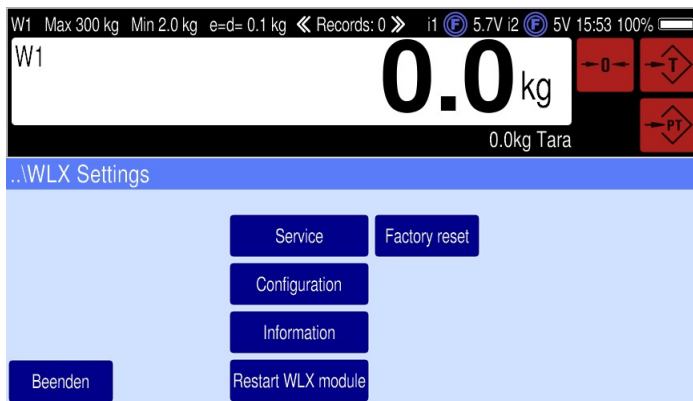 W1 Max 300 kg Min 2.0 kg e=d= 0.1 kg ≪ Records: 0 ≫ i1 F 5.7V i2 F 5V 15:53 100%
W1
0.0 kg
→0←
→T
→PT
0.0kg Tara
..\WLX Settings
Service Factory reset
Configuration
Information
Beenden Restart WLX module